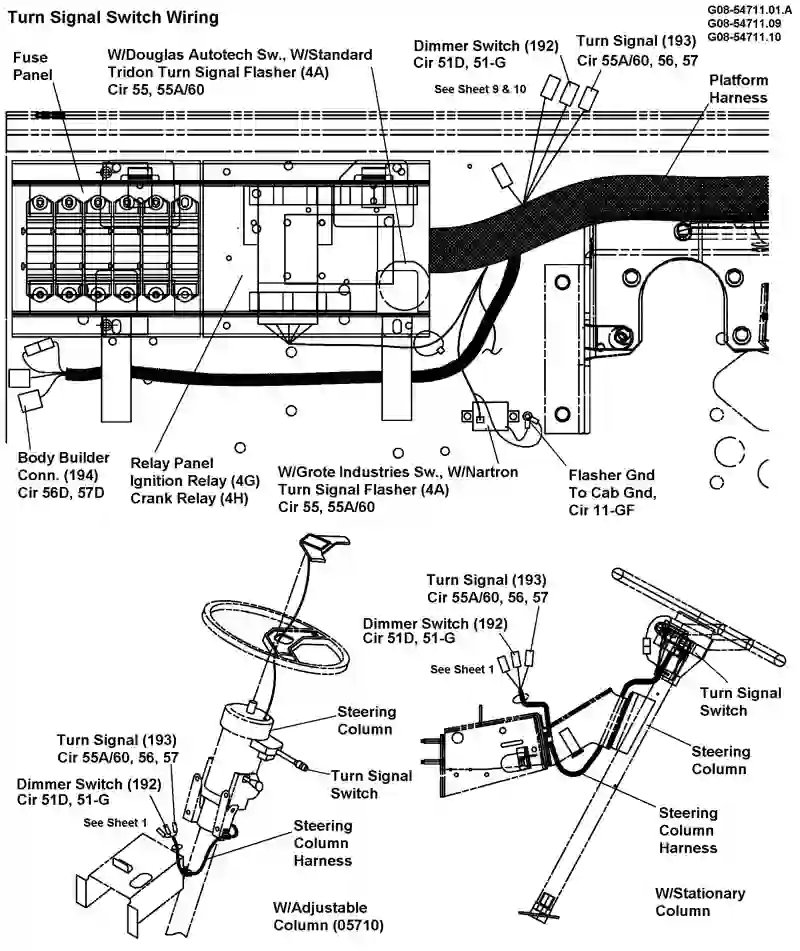 Turn Signal Switch Wiring
G08-54711.01.A
G08-54711.09
G08-54711.10
Fuse
Panel
W/Douglas Autotech Sw., W/Standard
Tridon Turn Signal Flasher (4A)
Cir 55, 55A/60
Dimmer Switch (192)
Cir 51D, 51-G
See Sheet 9 & 10
Turn Signal (193)
Cir 55A/60, 56, 57
Platform
Harness
Body Builder
Conn. (194)
Cir 56D, 57D
Relay Panel
Ignition Relay (4G)
Crank Relay (4H)
W/Grote Industries Sw., W/Nartron
Turn Signal Flasher (4A)
Cir 55, 55A/60
Flasher Gnd
To Cab Gnd,
Cir 11-GF
Turn Signal (193)
Cir 55A/60, 56, 57
Dimmer Switch (192)
Cir 51D, 51-G
See Sheet 1
Steering
Column
Turn Signal
Switch
Steering
Column
Harness
W/Adjustable
Column (05710)
Turn Signal (193)
Cir 55A/60, 56, 57
Dimmer Switch (192)
Cir 51D, 51-G
See Sheet 1
Turn Signal
Switch
Steering
Column
Steering
Column
Harness
W/Stationary
Column